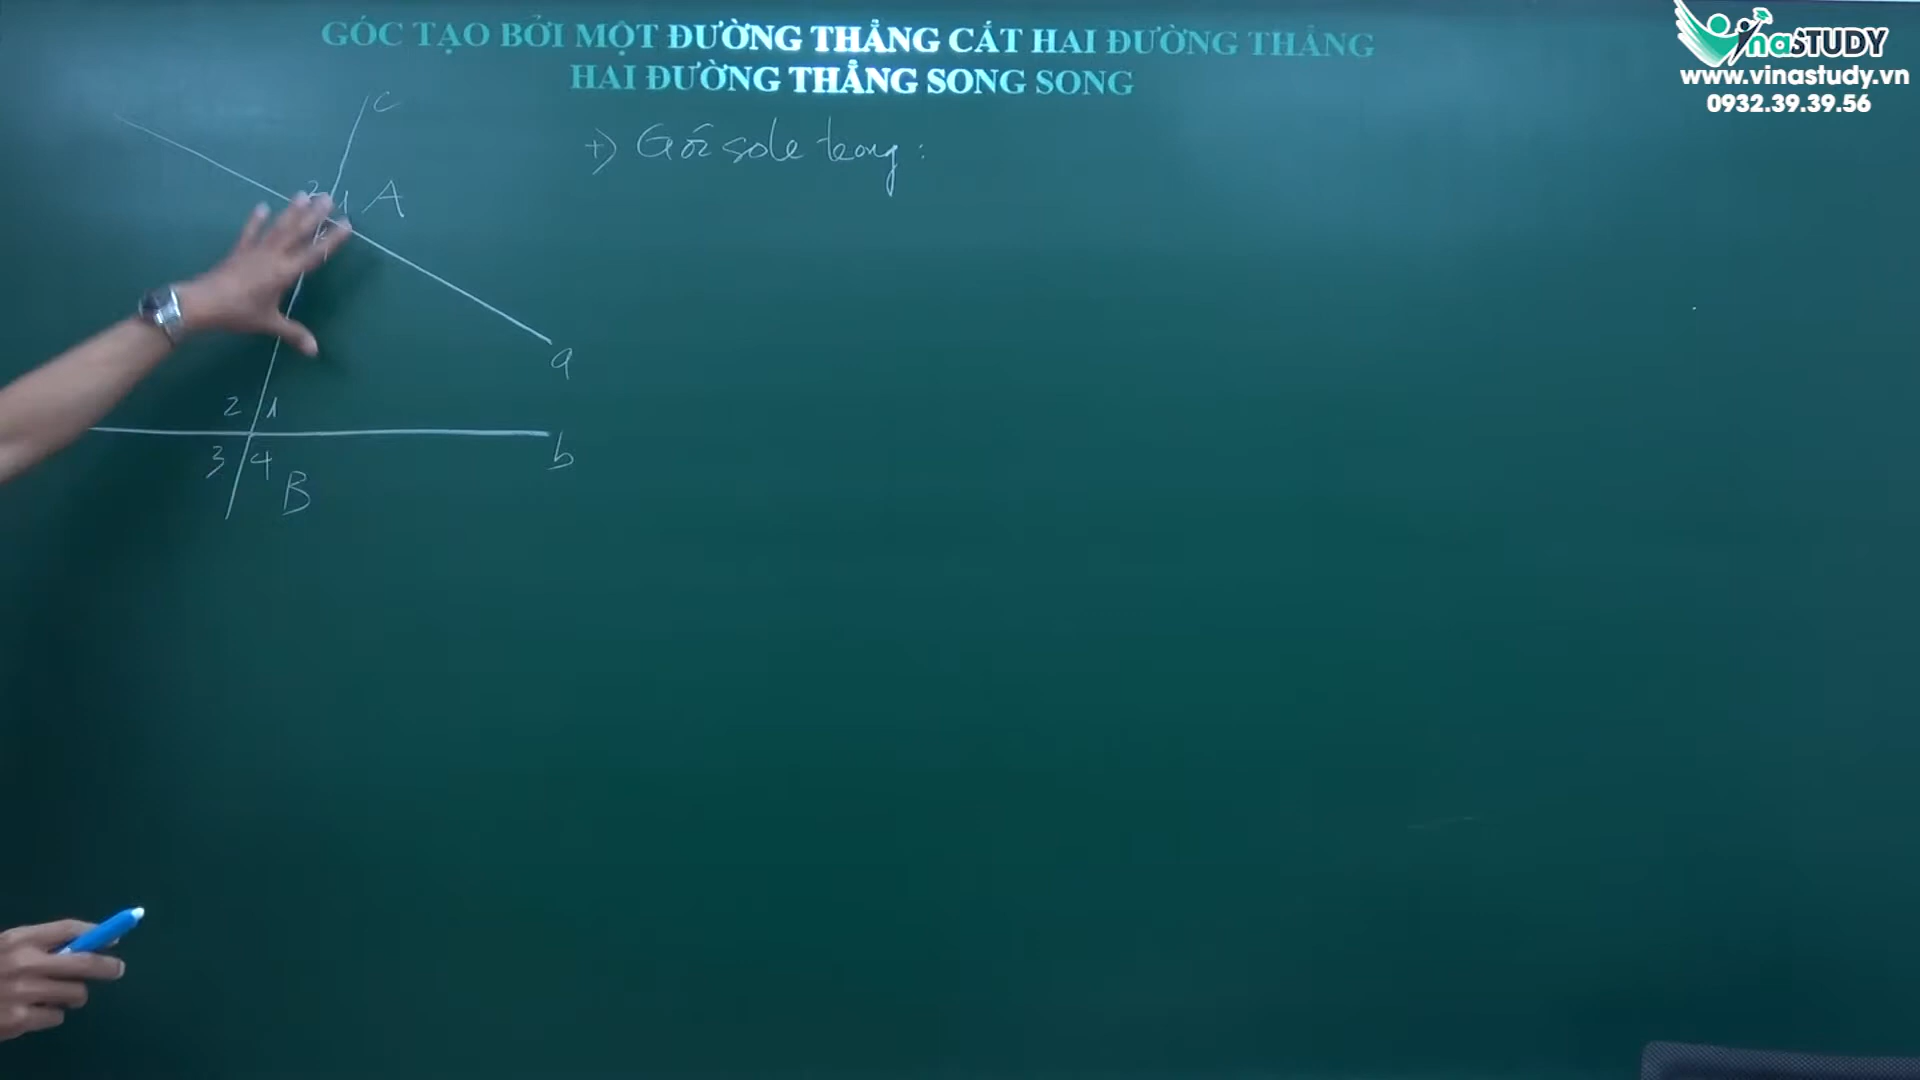 GÓC TẠO BỞI MỘT ĐƯỜNG THẲNG CẮT HAI ĐƯỜNG THẲNG
HAI ĐƯỜNG THẲNG SONG SONG
VinaSTUDY
www.vinastudy.vn
0932.39.39.56
+) Góc sole trong:
c
2 1 A
4
a
2 1
b
3 4
B